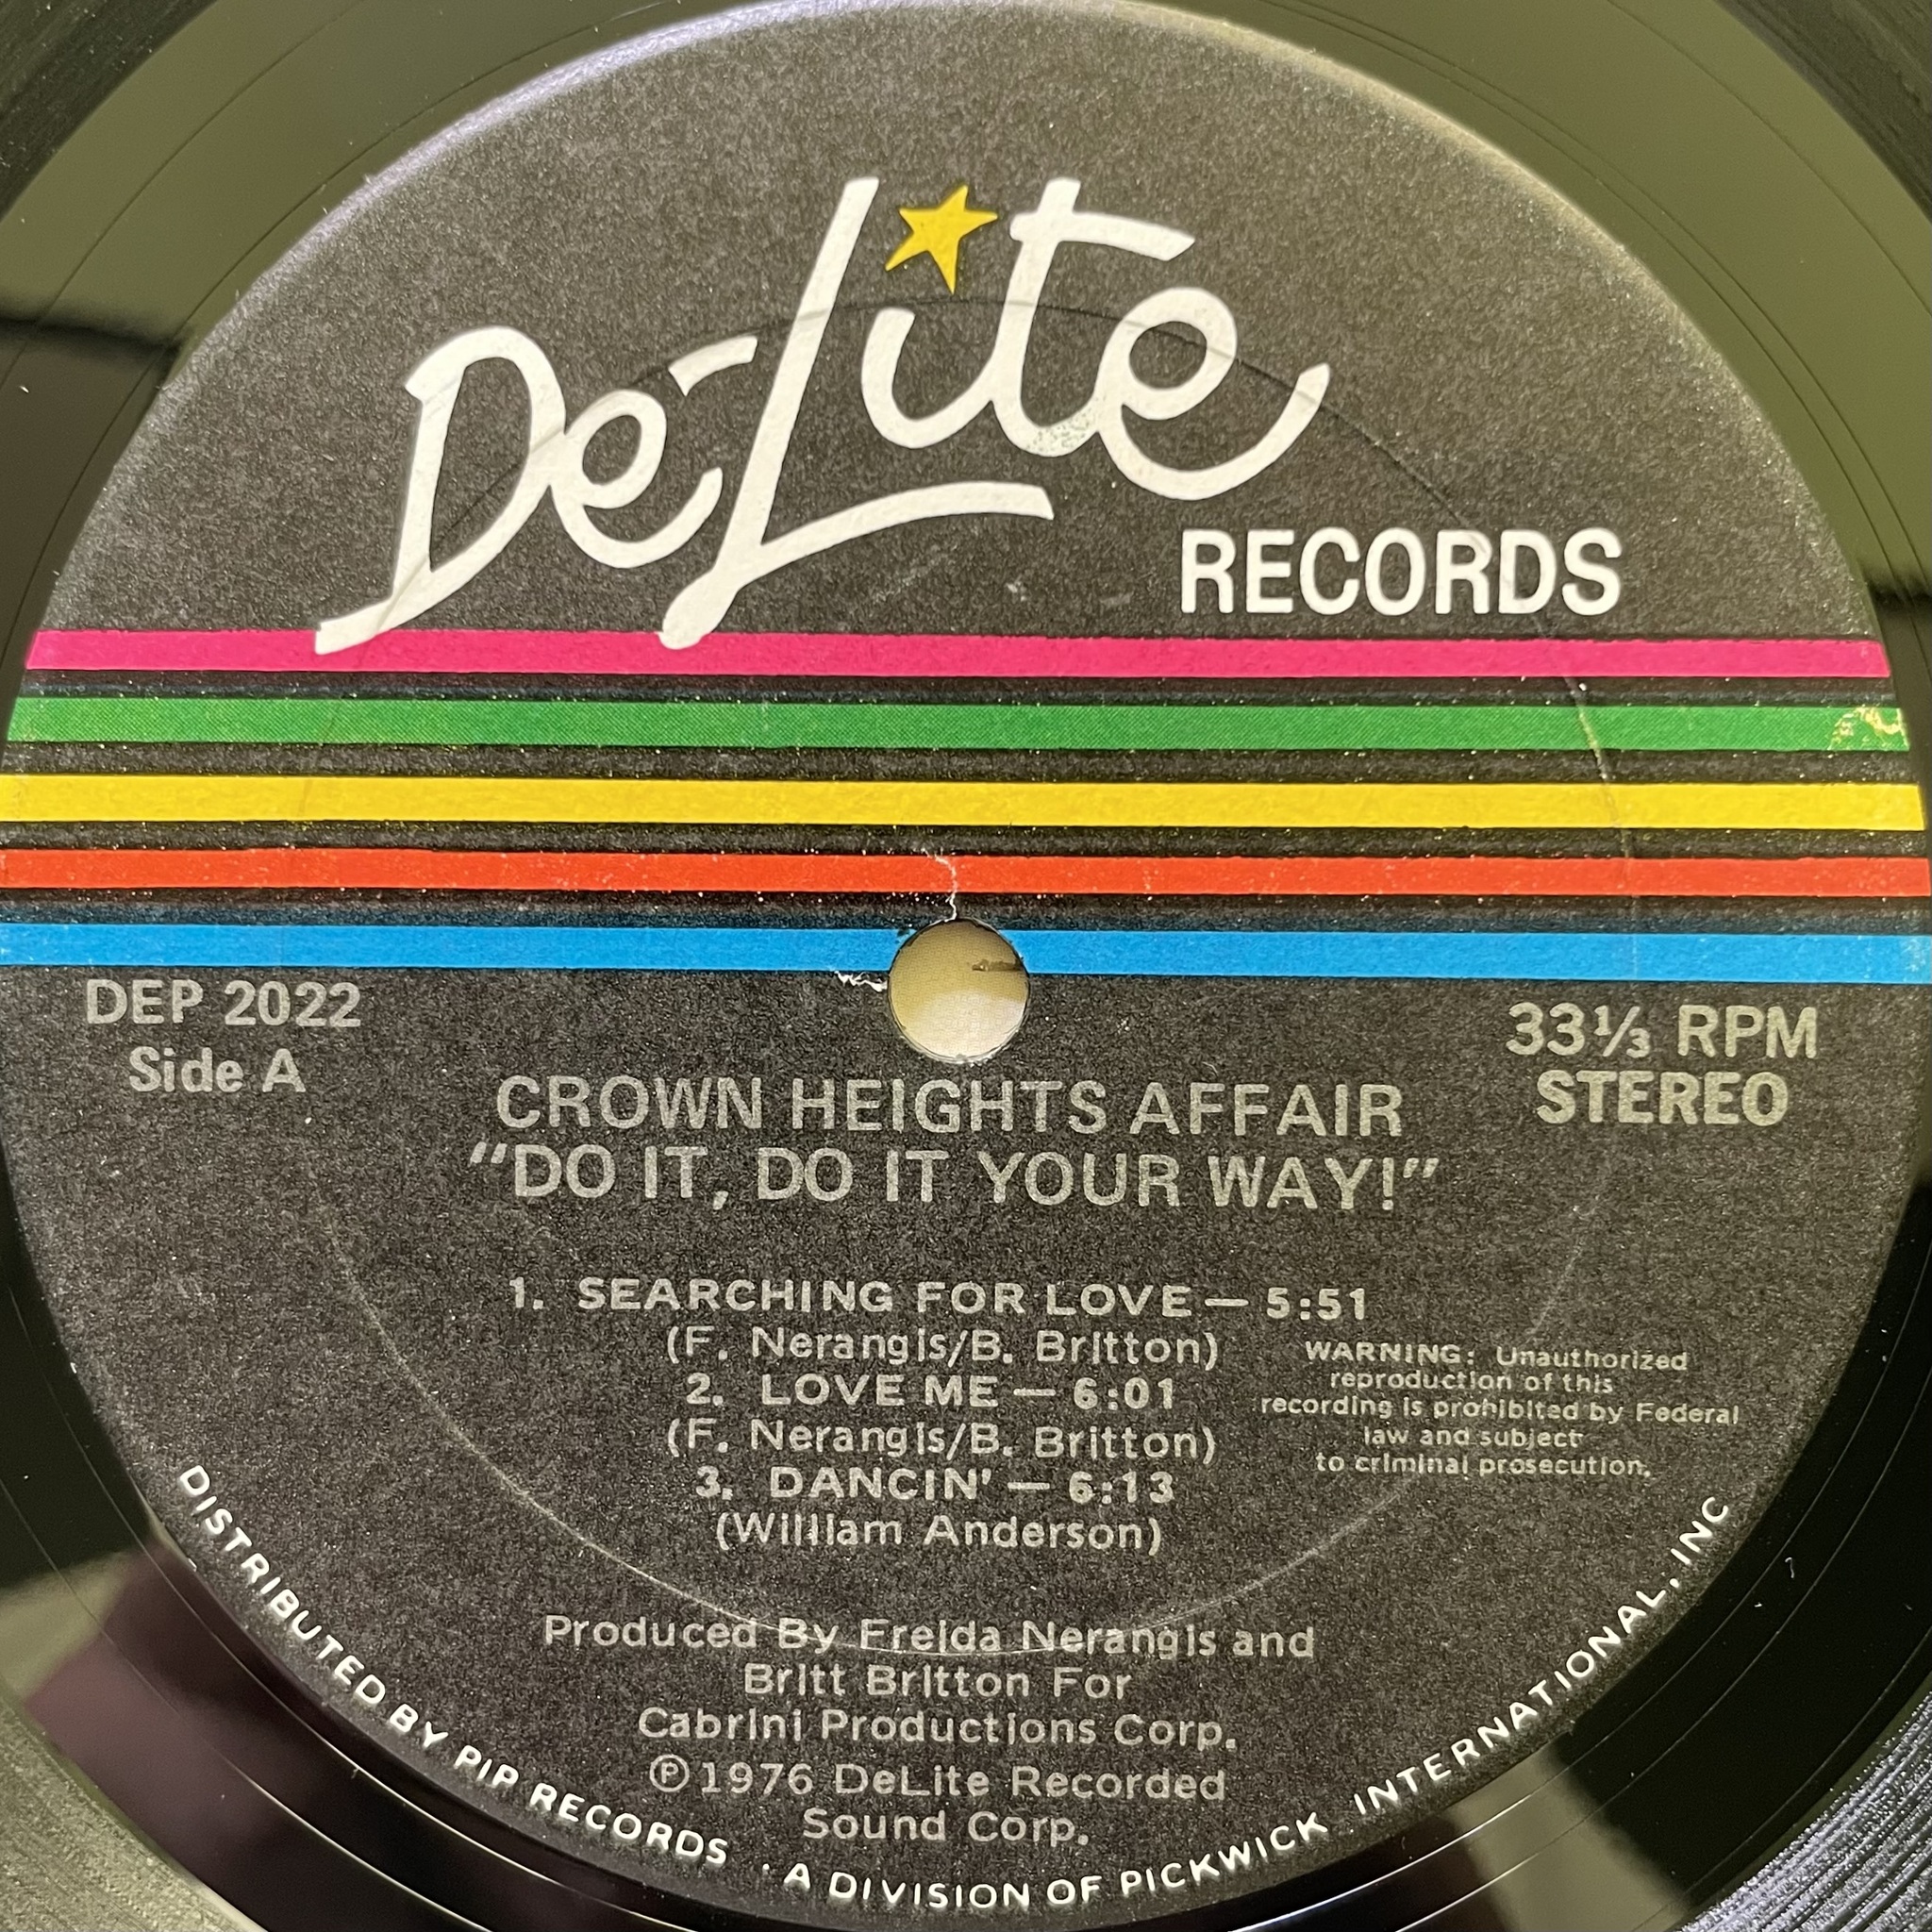 De-Lite
RECORDS
DEP 2022
Side A
33⅓ RPM
STEREO
CROWN HEIGHTS AFFAIR
“DO IT, DO IT YOUR WAY!”
1. SEARCHING FOR LOVE — 5:51
(F. Nerangis/B. Britton)
2. LOVE ME — 6:01
(F. Nerangis/B. Britton)
3. DANCIN' — 6:13
(William Anderson)
WARNING: Unauthorized
reproduction of this
recording is prohibited by Federal
law and subject
to criminal prosecution.
Produced By Freida Nerangis and
Britt Britton For
Cabrini Productions Corp.
℗1976 DeLite Recorded
Sound Corp.
DISTRIBUTED BY PIP RECORDS · A DIVISION OF PICKWICK INTERNATIONAL, INC